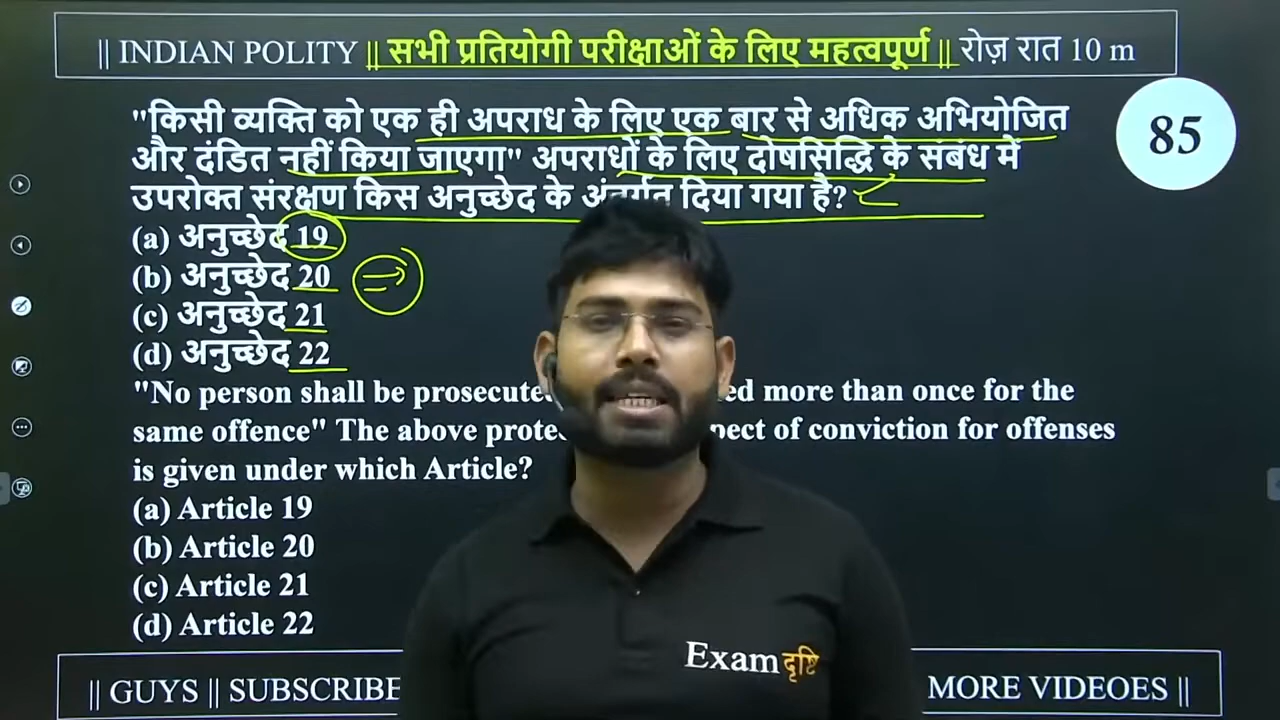 || INDIAN POLITY || सभी प्रतियोगी परीक्षाओं के लिए महत्वपूर्ण || रोज़ रात 10 m
"किसी व्यक्ति को एक ही अपराध के लिए एक बार से अधिक अभियोजित
और दंडित नहीं किया जाएगा" अपराधों के लिए दोषसिद्धि के संबंध में
उपरोक्त संरक्षण किस अनुच्छेद के अंतर्गत दिया गया है?
85
(a) अनुच्छेद 19
(b) अनुच्छेद 20
(c) अनुच्छेद 21
(d) अनुच्छेद 22
"No person shall be more than once for the
same offence" The above of conviction for offenses
is given under which Article?
(a) Article 19
(b) Article 20
(c) Article 21
(d) Article 22
Exam दृष्टि
|| GUYS || SUBSCRIBE MORE VIDEOES ||